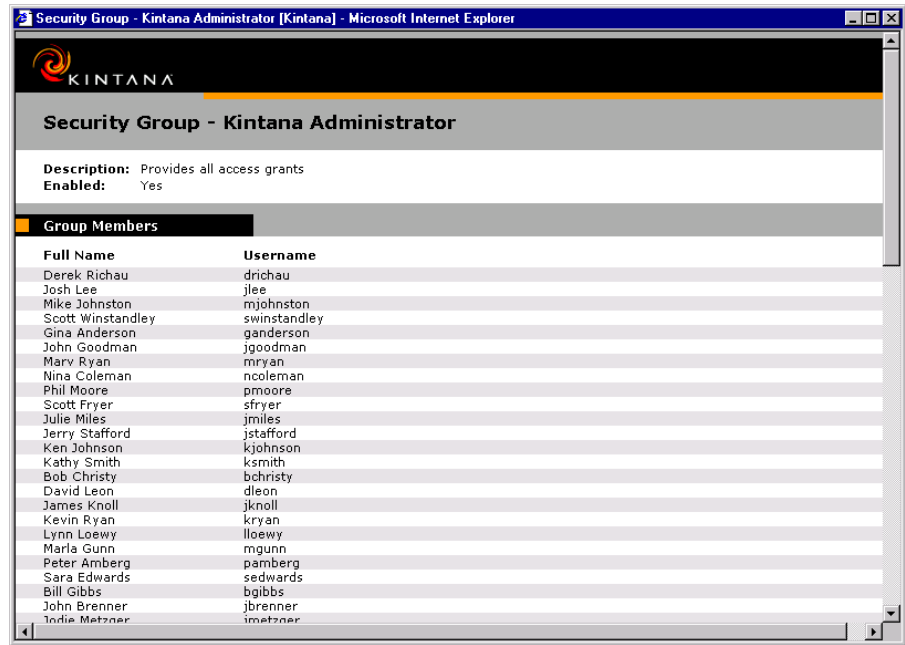 Security Group - Kintana Administrator [Kintana] - Microsoft Internet Explorer
KINTANA
Security Group - Kintana Administrator
Description: Provides all access grants
Enabled: Yes
Group Members
Full Name Username
Derek Richau drichau
Josh Lee jlee
Mike Johnston mjohnston
Scott Winstandley swinstandley
Gina Anderson ganderson
John Goodman jgoodman
Marv Ryan mryan
Nina Coleman ncoleman
Phil Moore pmoore
Scott Fryer sfryer
Julie Miles jmiles
Jerry Stafford jstafford
Ken Johnson kjohnson
Kathy Smith ksmith
Bob Christy bchristy
David Leon dleon
James Knoll jknoll
Kevin Ryan kryan
Lynn Loewy lloewy
Marla Gunn mgunn
Peter Amberg pamberg
Sara Edwards sedwards
Bill Gibbs bgibbs
John Brenner jbrenner
Jodie Metzger jmetzger